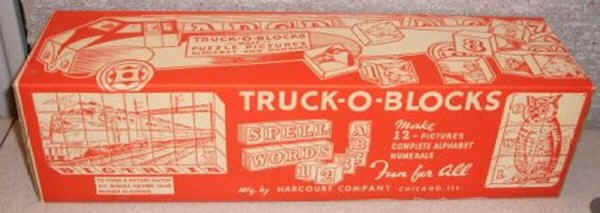 TRUCK-O-BLOCKS
PUZZLE PICTURES
TRUCK-O-BLOCKS
SPELL
WORDS
Make
12 - PICTURES
COMPLETE ALPHABET
NUMERALS
Fun for All
Mfg. by HARCOURT COMPANY - CHICAGO, ILL.